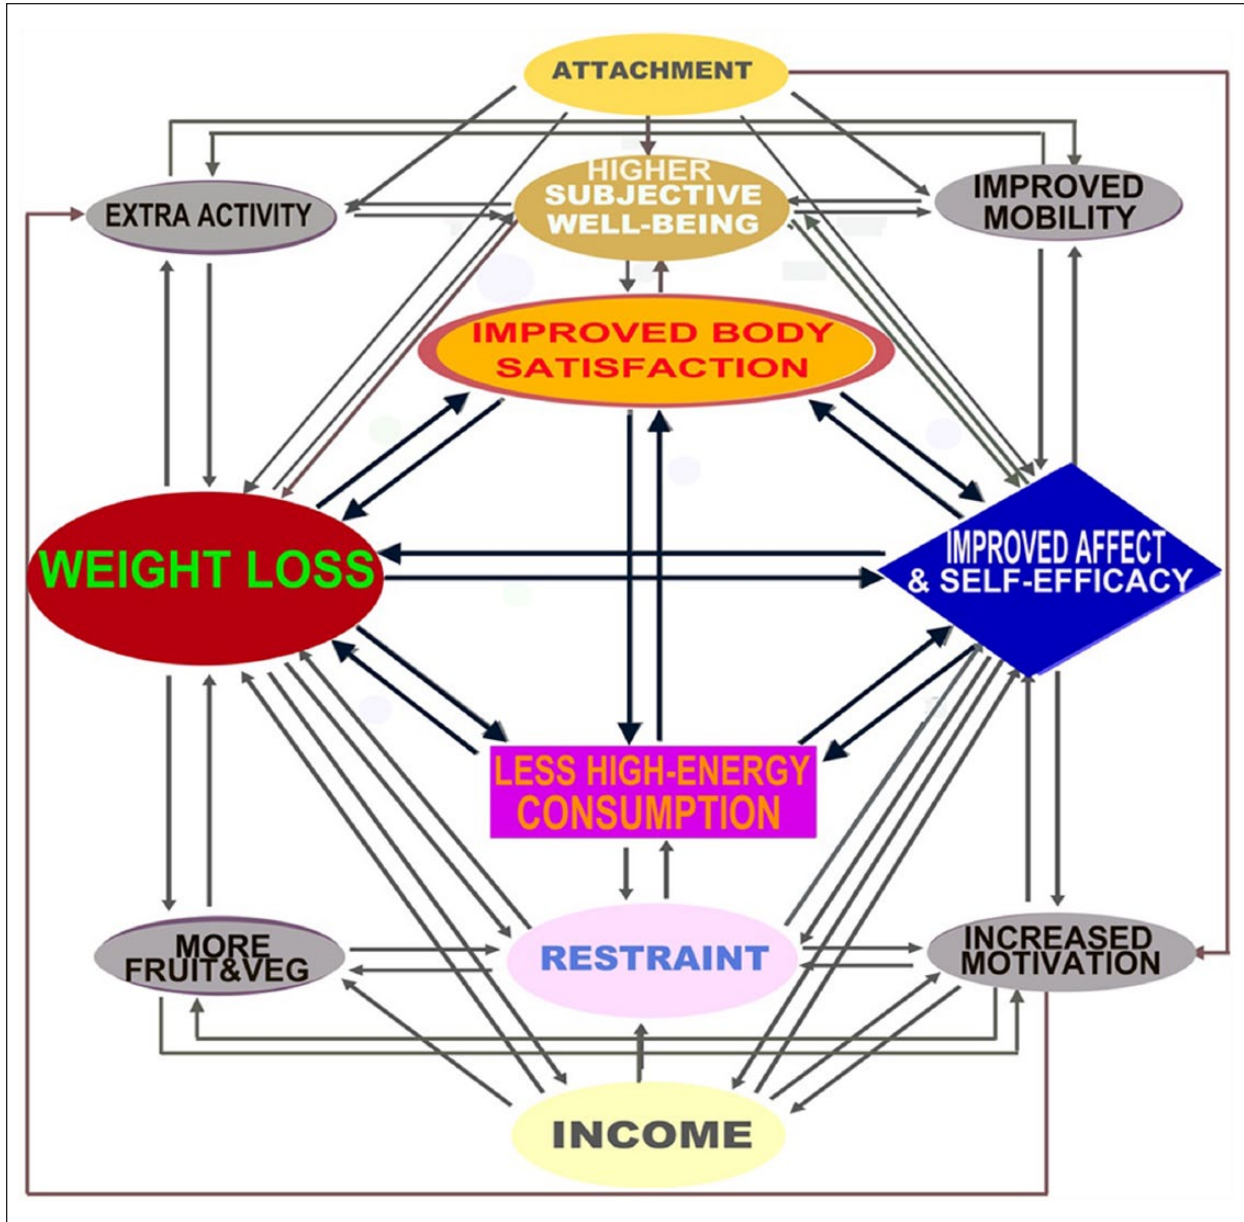 ATTACHMENT
HIGHER
SUBJECTIVE
WELL-BEING
EXTRA ACTIVITY
IMPROVED
MOBILITY
IMPROVED BODY
SATISFACTION
WEIGHT LOSS
IMPROVED AFFECT
& SELF-EFFICACY
LESS HIGH-ENERGY
CONSUMPTION
MORE
FRUIT&VEG
RESTRAINT
INCREASED
MOTIVATION
INCOME